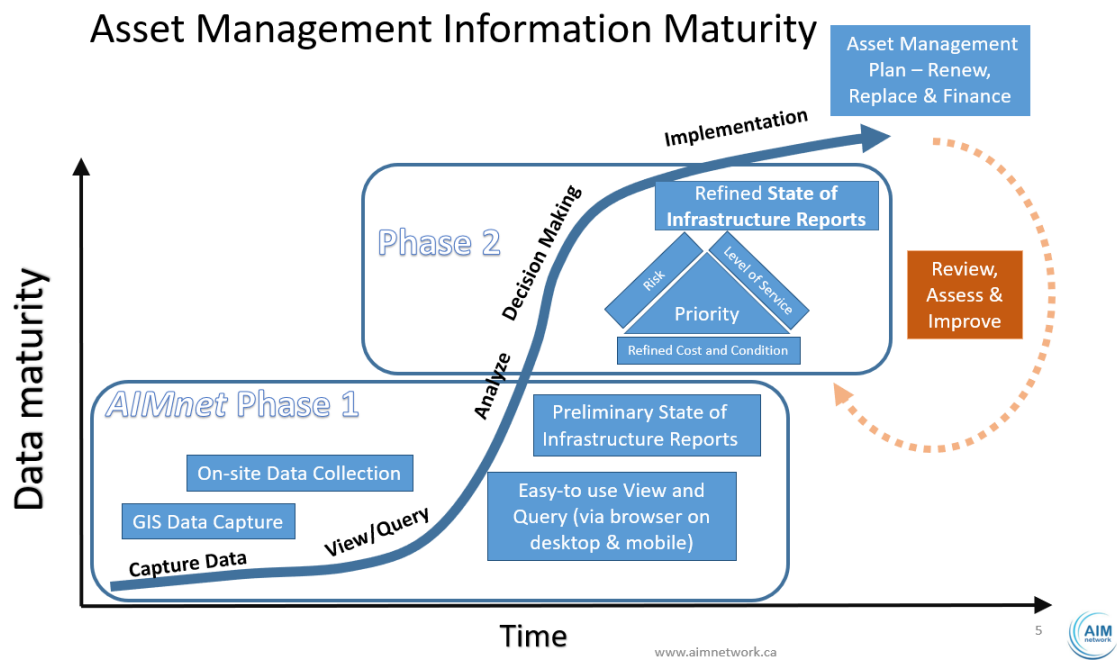 Asset Management Information Maturity
Asset Management
Plan – Renew,
Replace & Finance
Implementation
Refined State of
Infrastructure Reports
Phase 2
Decision Making
Risk
Level of Service
Priority
Refined Cost and Condition
Review,
Assess &
Improve
Data maturity
Analyze
AIMnet Phase 1
Preliminary State of
Infrastructure Reports
On-site Data Collection
GIS Data Capture
Easy-to use View and
Query (via browser on
desktop & mobile)
View/Query
Capture Data
Time
5
www.aimnetwork.ca
AIM
network